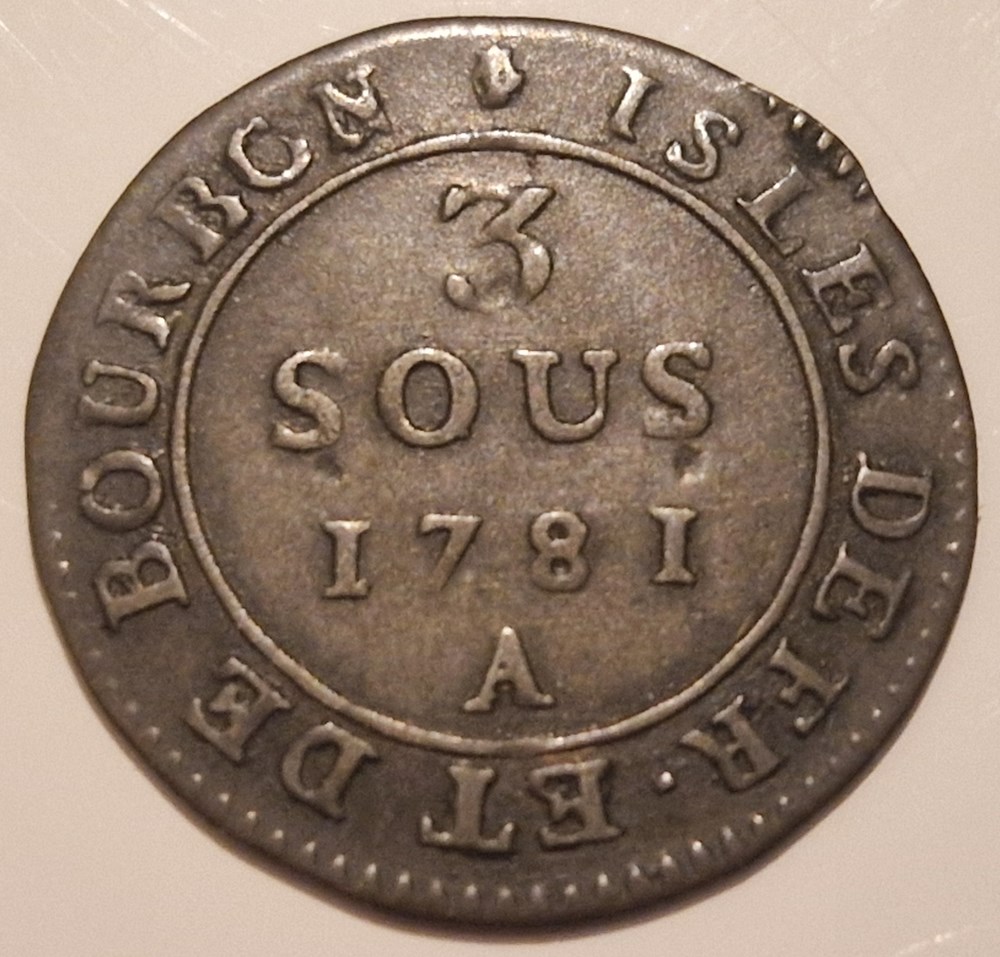 ISLES DE FR. ET DE BOURBON
3
SOUS
1781
A